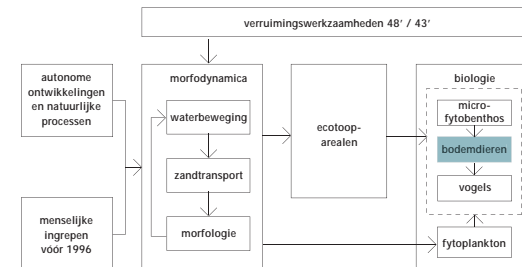 verruimingswerkzaamheden 48' / 43'
autonome
ontwikkelingen
en natuurlijke
processen
menselijke
ingrepen
vóór 1996
morfodynamica
waterbeweging
zandtransport
morfologie
ecotoop-
arealen
biologie
micro-
fytobenthos
bodemdieren
vogels
fytoplankton